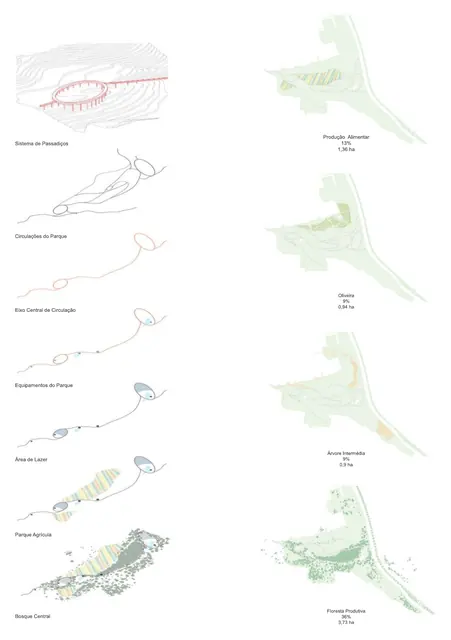 Sistema de Passadiços
Circulações do Parque
Eixo Central de Circulação
Equipamentos do Parque
Área de Lazer
Parque Agrícula
Bosque Central
Produção Alimentar
13%
1,36 ha
Oliveira
9%
0,94 ha
Árvore Intermédia
9%
0,9 ha
Floresta Produtiva
36%
3,73 ha